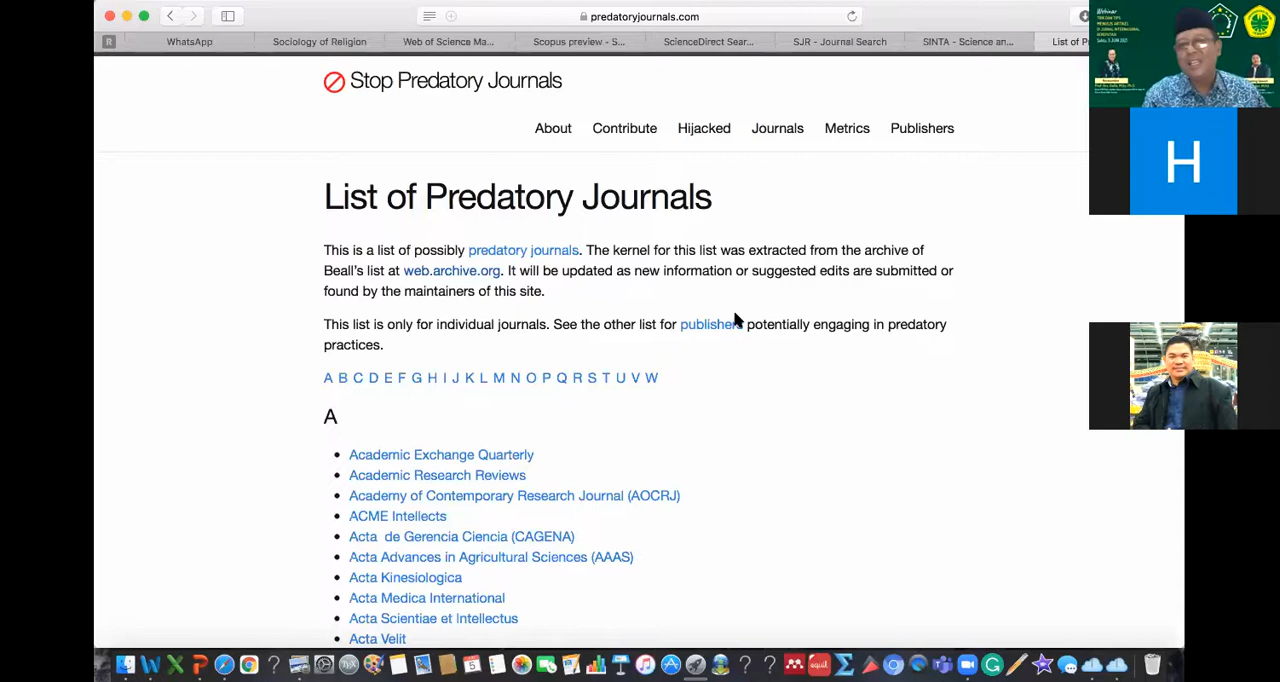 predatoryjournals.com
R
WhatsApp
Sociology of Religion
Web of Science Ma...
Scopus preview - S...
ScienceDirect Sear...
SJR - Journal Search
SINTA - Science an...
List of P
Stop Predatory Journals
About Contribute Hijacked Journals Metrics Publishers
List of Predatory Journals
This is a list of possibly predatory journals. The kernel for this list was extracted from the archive of
Beall's list at web.archive.org. It will be updated as new information or suggested edits are submitted or
found by the maintainers of this site.
This list is only for individual journals. See the other list for publishers potentially engaging in predatory
practices.
A B C D E F G H I J K L M N O P Q R S T U V W
A
Academic Exchange Quarterly
Academic Research Reviews
Academy of Contemporary Research Journal (AOCRJ)
ACME Intellects
Acta de Gerencia Ciencia (CAGENA)
Acta Advances in Agricultural Sciences (AAAS)
Acta Kinesiologica
Acta Medica International
Acta Scientiae et Intellectus
Acta Velit
Webinar
H